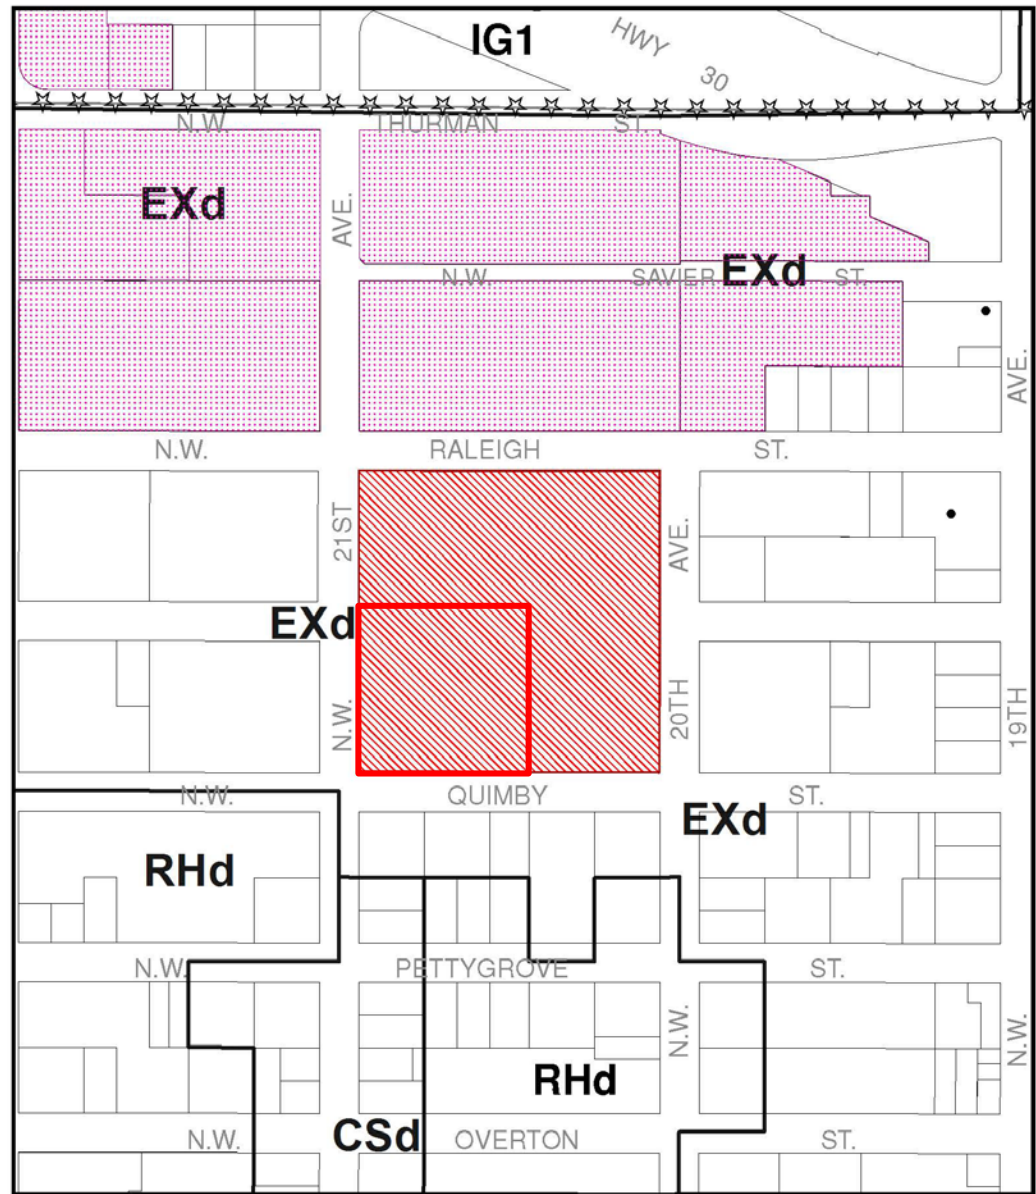 IG1
HWY
30
N.W. THURMAN ST.
EXd
AVE.
N.W. SAVIER ST.
EXd
AVE.
N.W. RALEIGH ST.
21ST
AVE.
EXd
N.W.
20TH
19TH
N.W. QUIMBY ST.
EXd
RHd
N.W. PETTYGROVE ST.
N.W.
N.W.
RHd
CSd
N.W. OVERTON ST.